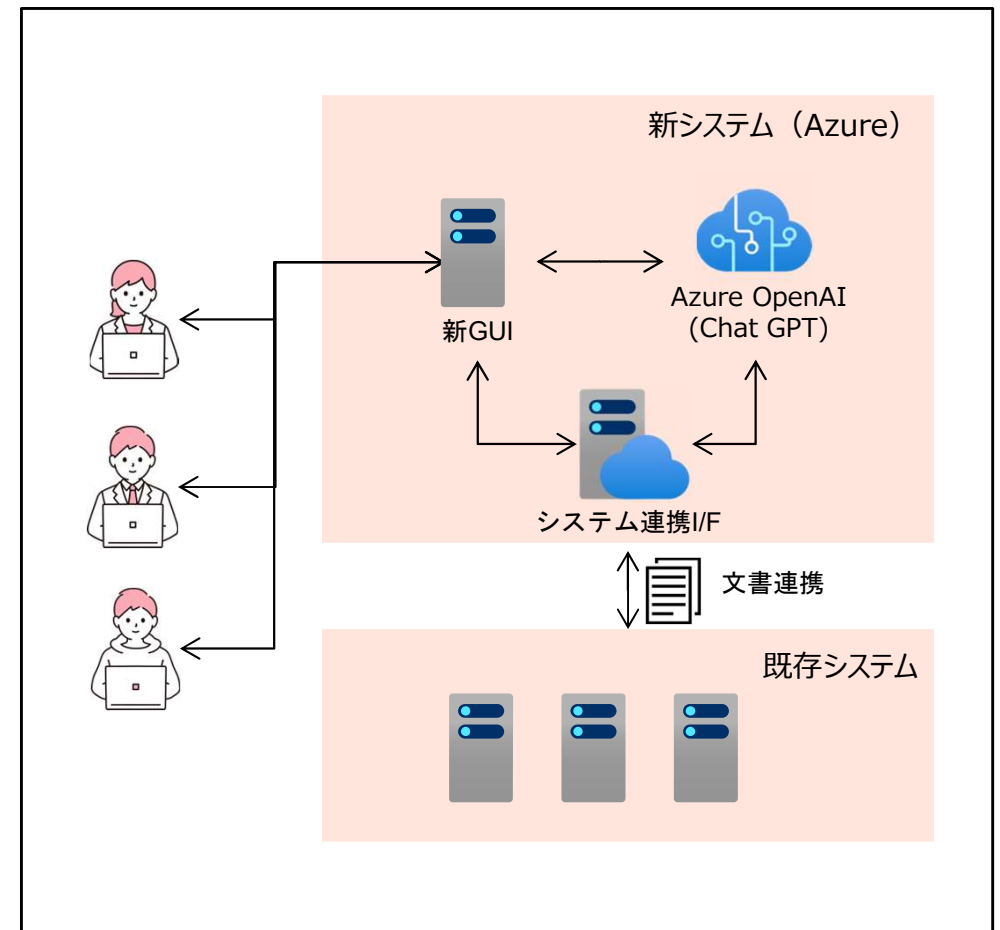 新システム（Azure）
新GUI
Azure OpenAI
(Chat GPT)
システム連携I/F
文書連携
既存システム